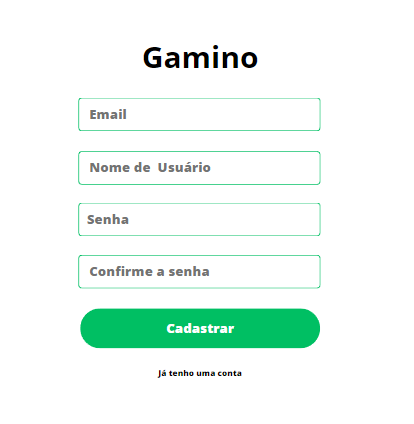 Gamino
Email
Nome de Usuário
Senha
Confirme a senha
Cadastrar
Já tenho uma conta